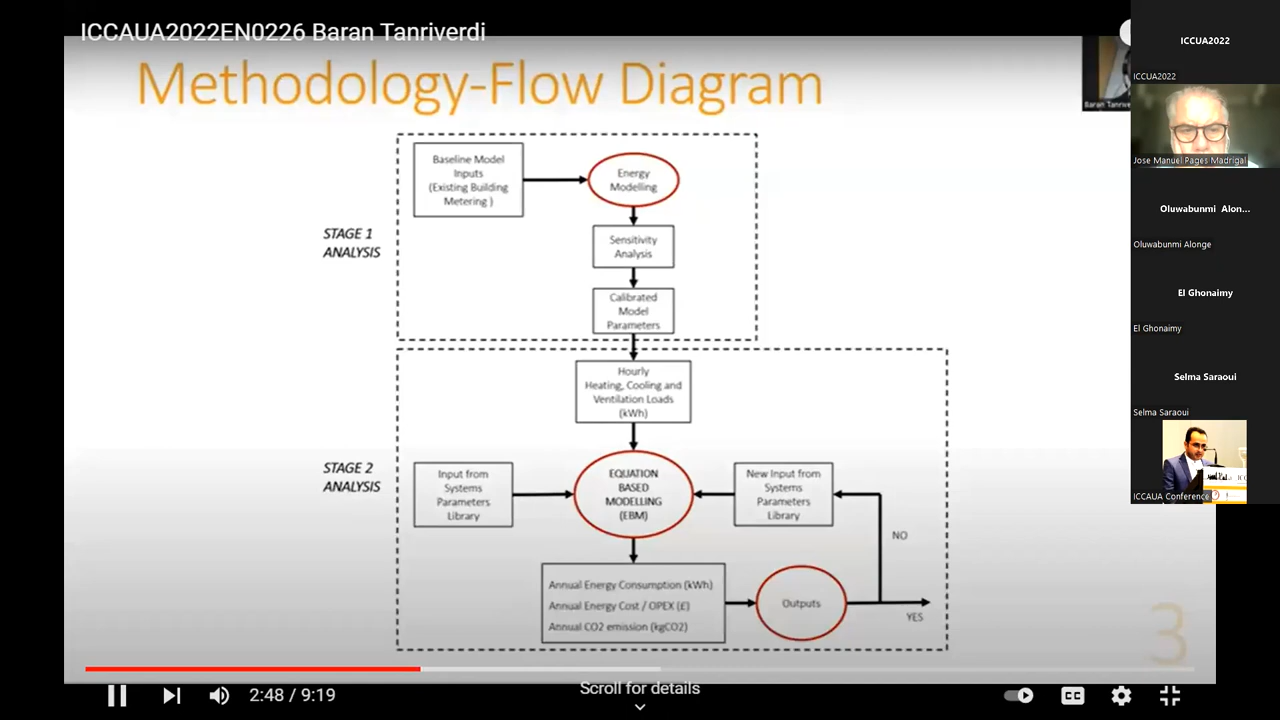 ICCAUA2022EN0226 Baran Tanriverdi
Methodology-Flow Diagram
Baseline Model
Inputs
(Existing Building
Metering )
Energy
Modelling
STAGE 1
ANALYSIS
Sensitivity
Analysis
Calibrated
Model
Parameters
Hourly
Heating, Cooling and
Ventilation Loads
(kWh)
STAGE 2
ANALYSIS
Input from
Systems
Parameters
Library
EQUATION
BASED
MODELLING
(EBM)
New Input from
Systems
Parameters
Library
NO
Annual Energy Consumption (kWh)
Annual Energy Cost / OPEX (£)
Annual CO2 emission (kgCO2)
Outputs
YES
3
2:48 / 9:19
Scroll for details
CC
Baran Tanrive
ICCUA2022
ICCUA2022
Jose Manuel Pages Madrigal
Oluwabunmi Alon...
Oluwabunmi Alonge
El Ghonaimy
El Ghonaimy
Selma Saraoui
Selma Saraoui
ICCAUA Conference